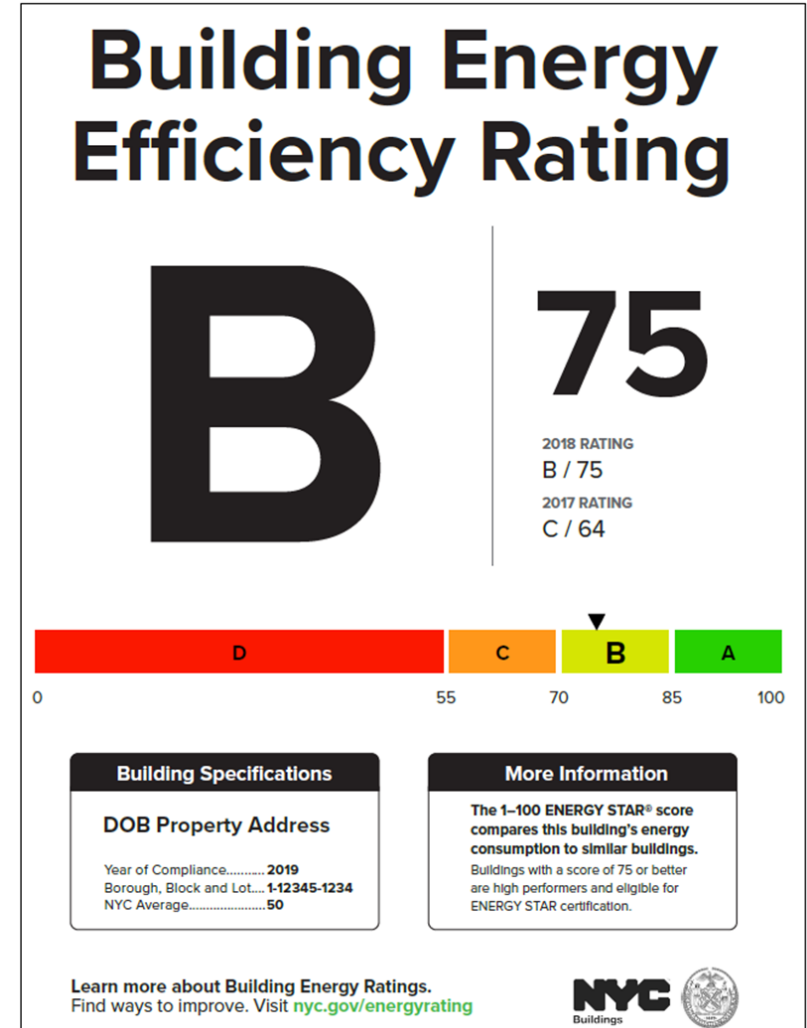 Building Energy
Efficiency Rating
B
75
2018 RATING
B / 75
2017 RATING
C / 64
D
C
B
A
0
55
70
85
100
Building Specifications
DOB Property Address
Year of Compliance........... 2019
Borough, Block and Lot.... 1-12345-1234
NYC Average.......................50
More Information
The 1–100 ENERGY STAR® score
compares this building's energy
consumption to similar buildings.
Buildings with a score of 75 or better
are high performers and eligible for
ENERGY STAR certification.
Learn more about Building Energy Ratings.
Find ways to improve. Visit nyc.gov/energyrating
NYC
Buildings